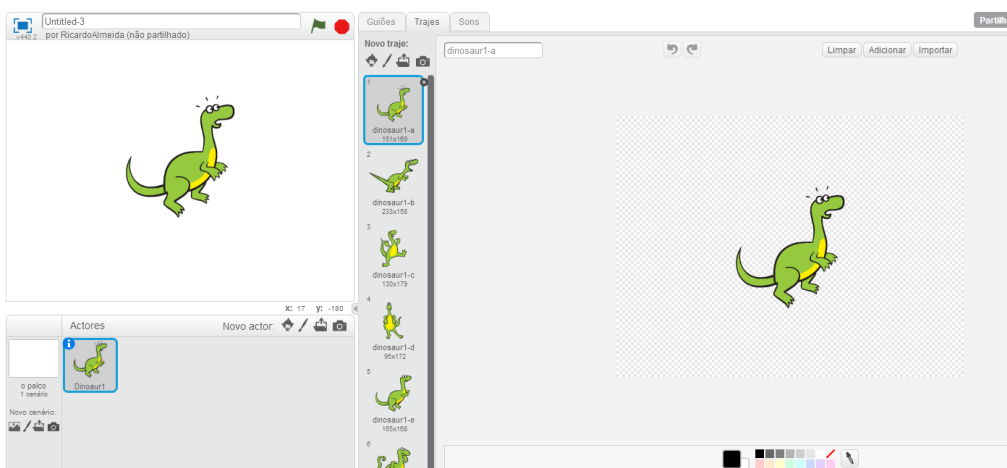 Untitled-3
v440.2
por RicardoAlmeida (não partilhado)
Guiões Trajes Sons
Novo traje:
dinosaur1-a
Limpar Adicionar Importar
1
dinosaur1-a
151x169
2
dinosaur1-b
233x158
3
dinosaur1-c
130x179
4
dinosaur1-d
95x172
5
dinosaur1-e
165x168
6
x: 17 y: -180
Actores
Novo actor:
o palco
1 cenário
Novo cenário:
Dinosaur1